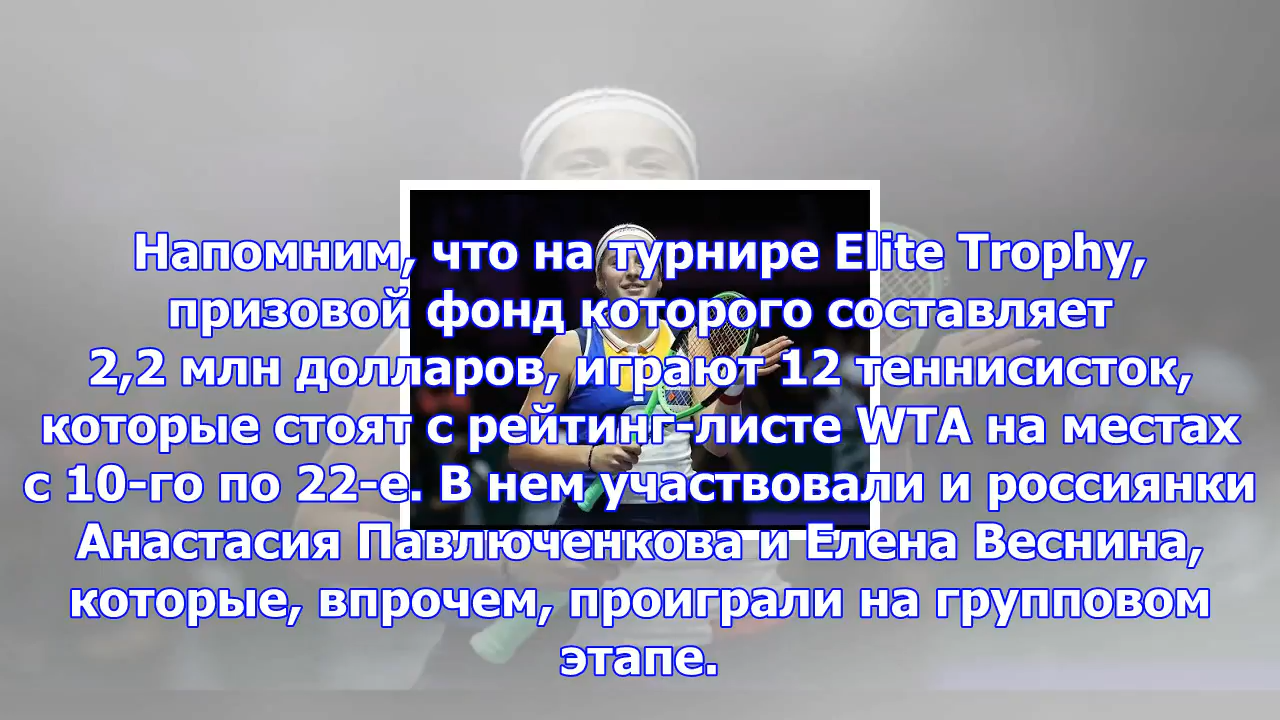 Напомним, что на турнире Elite Trophy,
призовой фонд которого составляет
2,2 млн долларов, играют 12 теннисисток,
которые стоят с рейтинг-листе WTA на местах
с 10-го по 22-е. В нем участвовали и россиянки
Анастасия Павлюченкова и Елена Веснина,
которые, впрочем, проиграли на групповом
этапе.